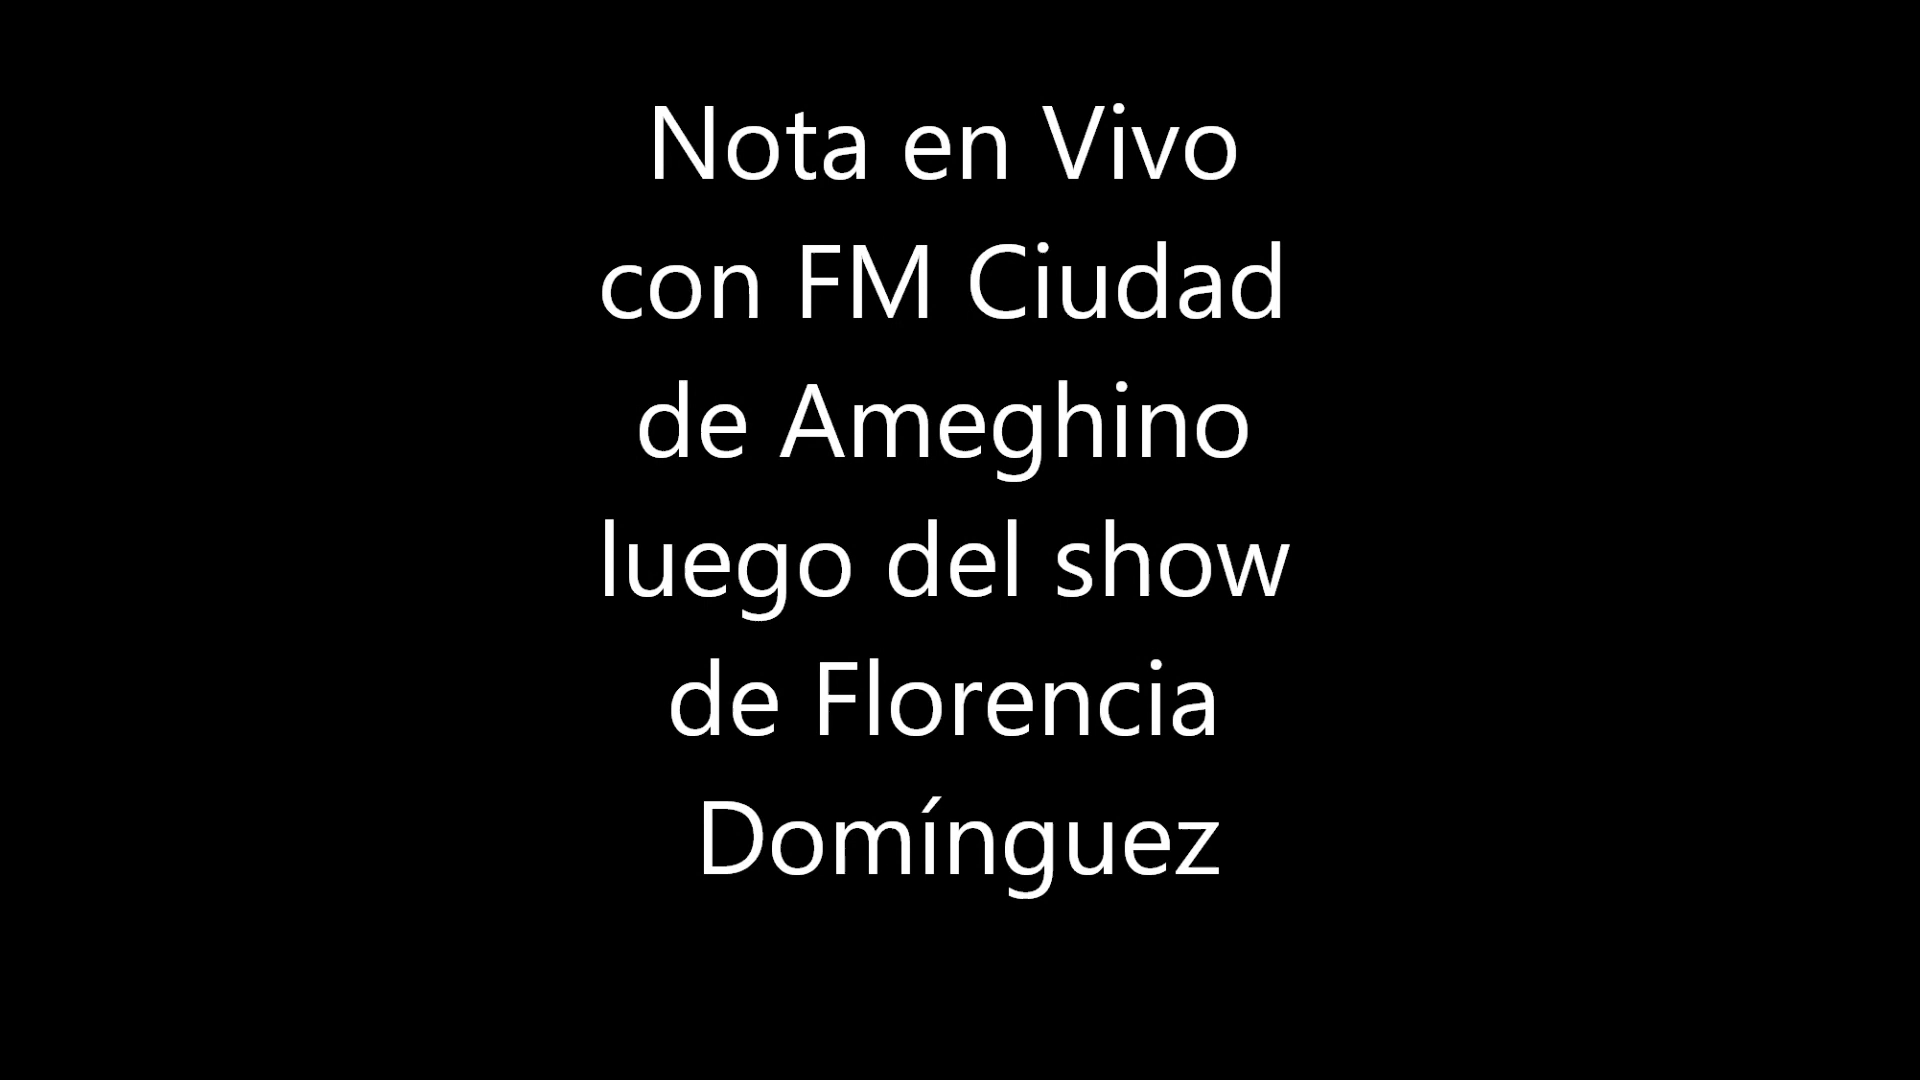 Nota en Vivo
con FM Ciudad
de Ameghino
luego del show
de Florencia
Domínguez